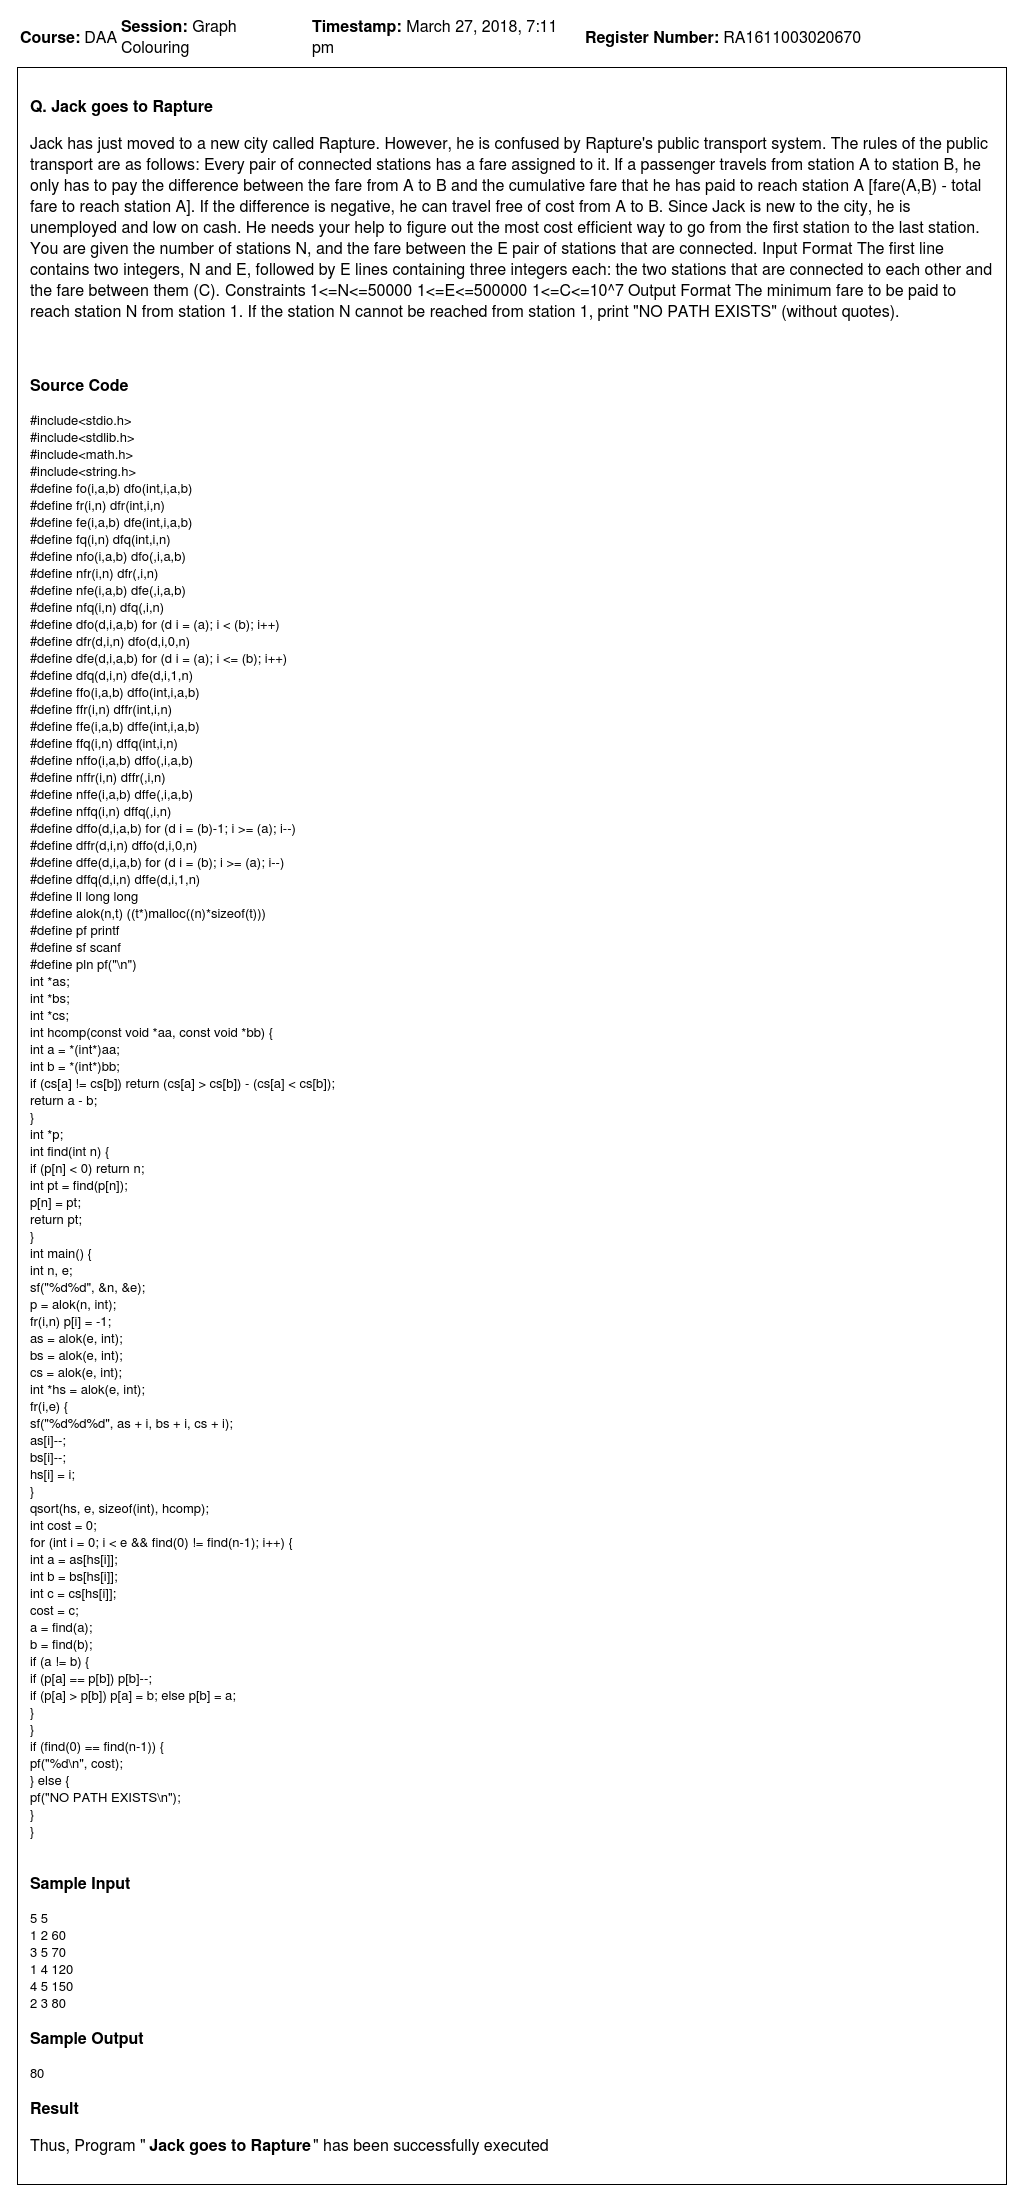 Course: DAA Session: Graph Colouring Timestamp: March 27, 2018, 7:11 pm Register Number: RA1611003020670
Q. Jack goes to Rapture
Jack has just moved to a new city called Rapture. However, he is confused by Rapture's public transport system. The rules of the public
transport are as follows: Every pair of connected stations has a fare assigned to it. If a passenger travels from station A to station B, he
only has to pay the difference between the fare from A to B and the cumulative fare that he has paid to reach station A [fare(A,B) - total
fare to reach station A]. If the difference is negative, he can travel free of cost from A to B. Since Jack is new to the city, he is
unemployed and low on cash. He needs your help to figure out the most cost efficient way to go from the first station to the last station.
You are given the number of stations N, and the fare between the E pair of stations that are connected. Input Format The first line
contains two integers, N and E, followed by E lines containing three integers each: the two stations that are connected to each other and
the fare between them (C). Constraints 1<=N<=50000 1<=E<=500000 1<=C<=10^7 Output Format The minimum fare to be paid to
reach station N from station 1. If the station N cannot be reached from station 1, print "NO PATH EXISTS" (without quotes).
Source Code
#include<stdio.h>
#include<stdlib.h>
#include<math.h>
#include<string.h>
#define fo(i,a,b) dfo(int,i,a,b)
#define fr(i,n) dfr(int,i,n)
#define fe(i,a,b) dfe(int,i,a,b)
#define fq(i,n) dfq(int,i,n)
#define nfo(i,a,b) dfo(,i,a,b)
#define nfr(i,n) dfr(,i,n)
#define nfe(i,a,b) dfe(,i,a,b)
#define nfq(i,n) dfq(,i,n)
#define dfo(d,i,a,b) for (d i = (a); i < (b); i++)
#define dfr(d,i,n) dfo(d,i,0,n)
#define dfe(d,i,a,b) for (d i = (a); i <= (b); i++)
#define dfq(d,i,n) dfe(d,i,1,n)
#define ffo(i,a,b) dffo(int,i,a,b)
#define ffr(i,n) dffr(int,i,n)
#define ffe(i,a,b) dffe(int,i,a,b)
#define ffq(i,n) dffq(int,i,n)
#define nffo(i,a,b) dffo(,i,a,b)
#define nffr(i,n) dffr(,i,n)
#define nffe(i,a,b) dffe(,i,a,b)
#define nffq(i,n) dffq(,i,n)
#define dffo(d,i,a,b) for (d i = (b)-1; i >= (a); i--)
#define dffr(d,i,n) dffo(d,i,0,n)
#define dffe(d,i,a,b) for (d i = (b); i >= (a); i--)
#define dffq(d,i,n) dffe(d,i,1,n)
#define ll long long
#define alok(n,t) ((t*)malloc((n)*sizeof(t)))
#define pf printf
#define sf scanf
#define pln pf("\n")
int *as;
int *bs;
int *cs;
int hcomp(const void *aa, const void *bb) {
int a = *(int*)aa;
int b = *(int*)bb;
if (cs[a] != cs[b]) return (cs[a] > cs[b]) - (cs[a] < cs[b]);
return a - b;
}
int *p;
int find(int n) {
if (p[n] < 0) return n;
int pt = find(p[n]);
p[n] = pt;
return pt;
}
int main() {
int n, e;
sf("%d%d", &n, &e);
p = alok(n, int);
fr(i,n) p[i] = -1;
as = alok(e, int);
bs = alok(e, int);
cs = alok(e, int);
int *hs = alok(e, int);
fr(i,e) {
sf("%d%d%d", as + i, bs + i, cs + i);
as[i]--;
bs[i]--;
hs[i] = i;
}
qsort(hs, e, sizeof(int), hcomp);
int cost = 0;
for (int i = 0; i < e && find(0) != find(n-1); i++) {
int a = as[hs[i]];
int b = bs[hs[i]];
int c = cs[hs[i]];
cost = c;
a = find(a);
b = find(b);
if (a != b) {
if (p[a] == p[b]) p[b]--;
if (p[a] > p[b]) p[a] = b; else p[b] = a;
}
}
if (find(0) == find(n-1)) {
pf("%d\n", cost);
} else {
pf("NO PATH EXISTS\n");
}
}
Sample Input
5 5
1 2 60
3 5 70
1 4 120
4 5 150
2 3 80
Sample Output
80
Result
Thus, Program " Jack goes to Rapture" has been successfully executed